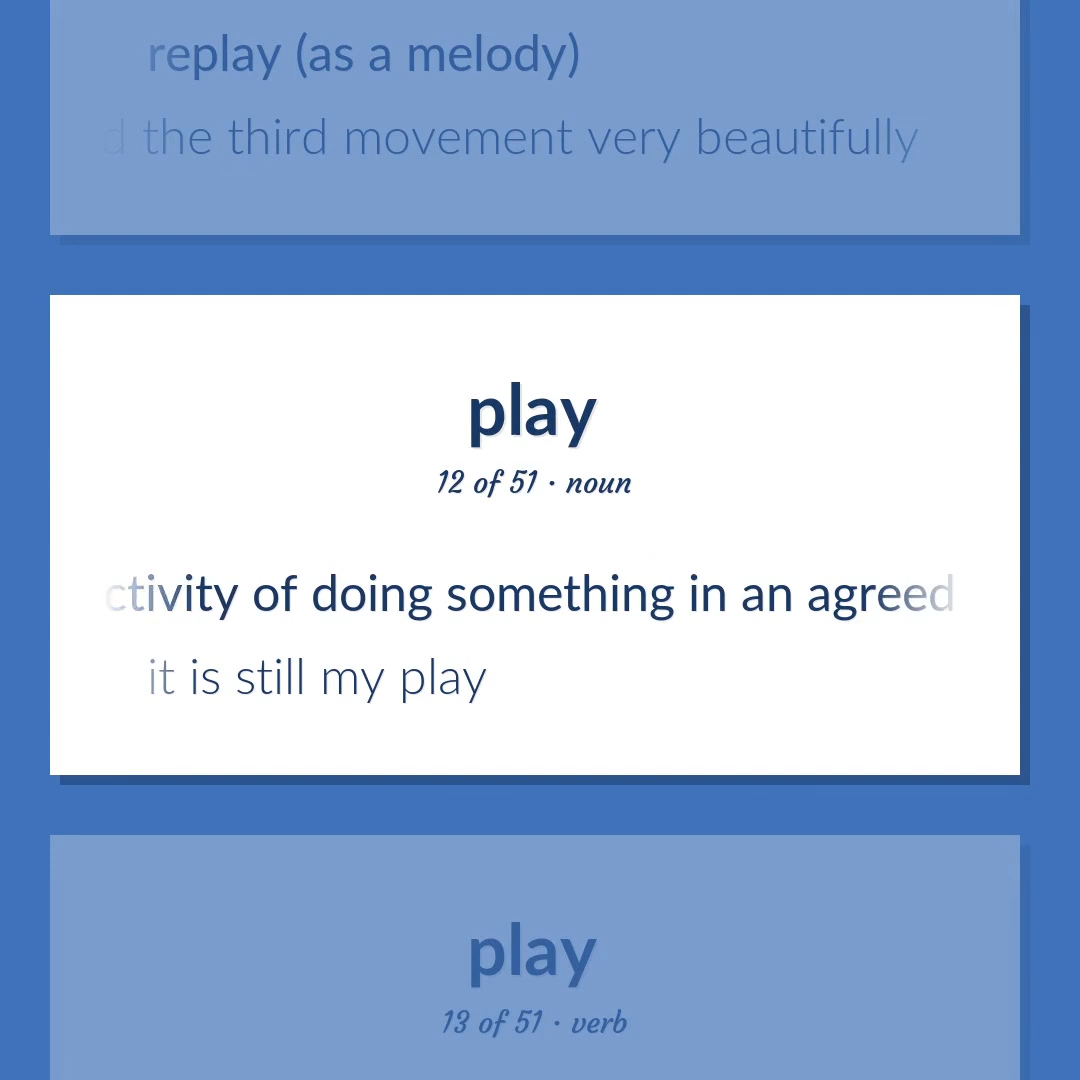 replay (as a melody)
d the third movement very beautifully
play
12 of 51 · noun
ctivity of doing something in an agreed
it is still my play
play
13 of 51 · verb